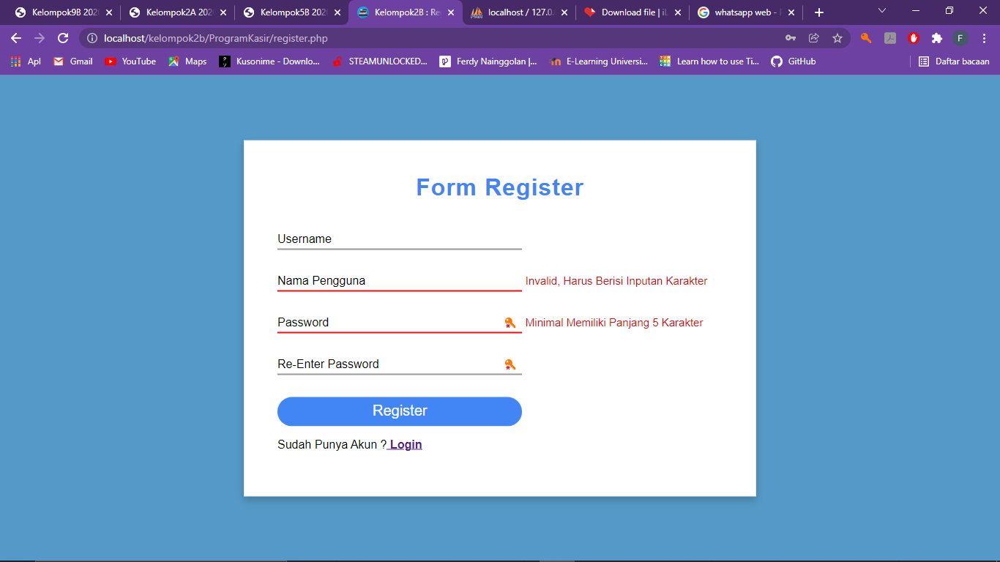 Kelompok9B 202
Kelompok2A 202
Kelompok5B 202
Kelompok2B : Re
localhost / 127.0.
Download file | iL
whatsapp web -
localhost/kelompok2b/ProgramKasir/register.php
F
Apl
Gmail
YouTube
Maps
Kusonime - Downlo...
STEAMUNLOCKED...
Ferdy Nainggolan |...
E-Learning Universi...
Learn how to use Ti...
GitHub
Daftar bacaan
Form Register
Username
Nama Pengguna Invalid, Harus Berisi Inputan Karakter
Password Minimal Memiliki Panjang 5 Karakter
Re-Enter Password
Register
Sudah Punya Akun ? Login